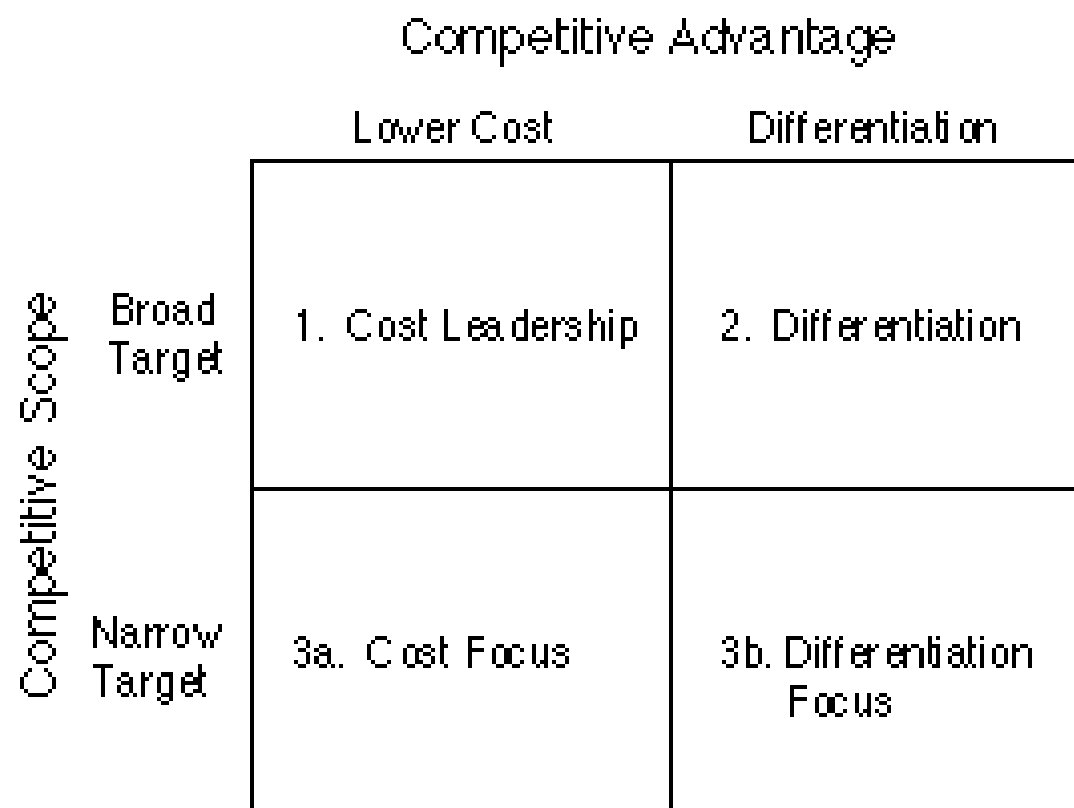 Competitive Advantage
Lower Cost
Differentiation
Competitive Scope
Broad
Target
1. Cost Leadership
2. Differentiation
Narrow
Target
3a. Cost Focus
3b. Differentiation
Focus